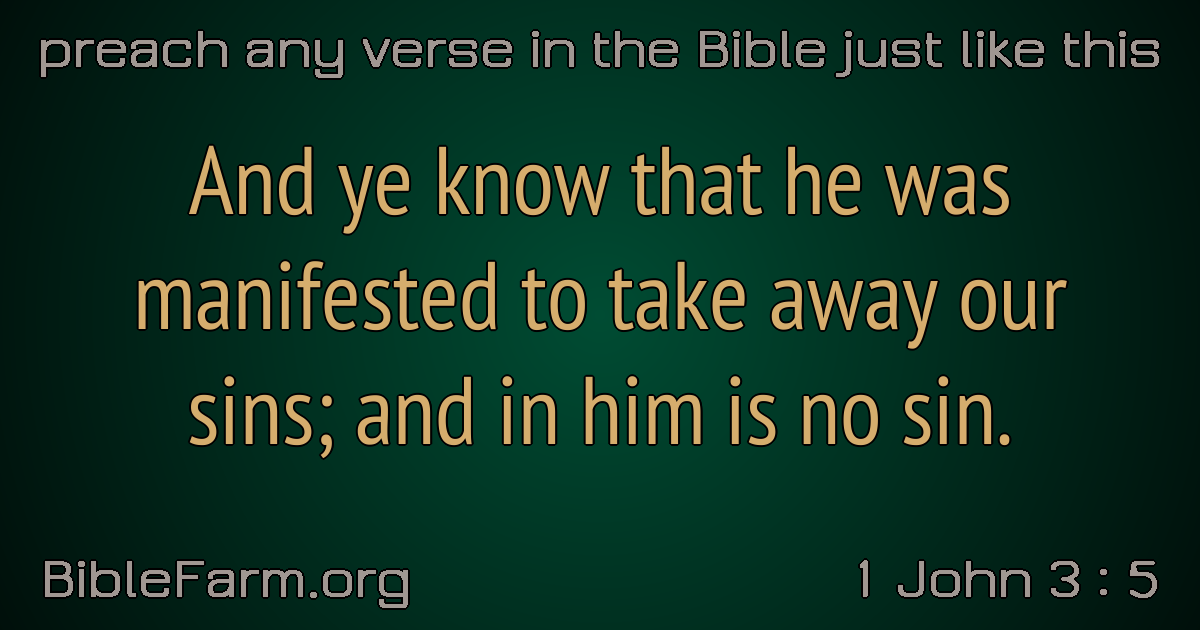 preach any verse in the Bible just like this
And ye know that he was
manifested to take away our
sins; and in him is no sin.
BibleFarm.org
1 John 3 : 5